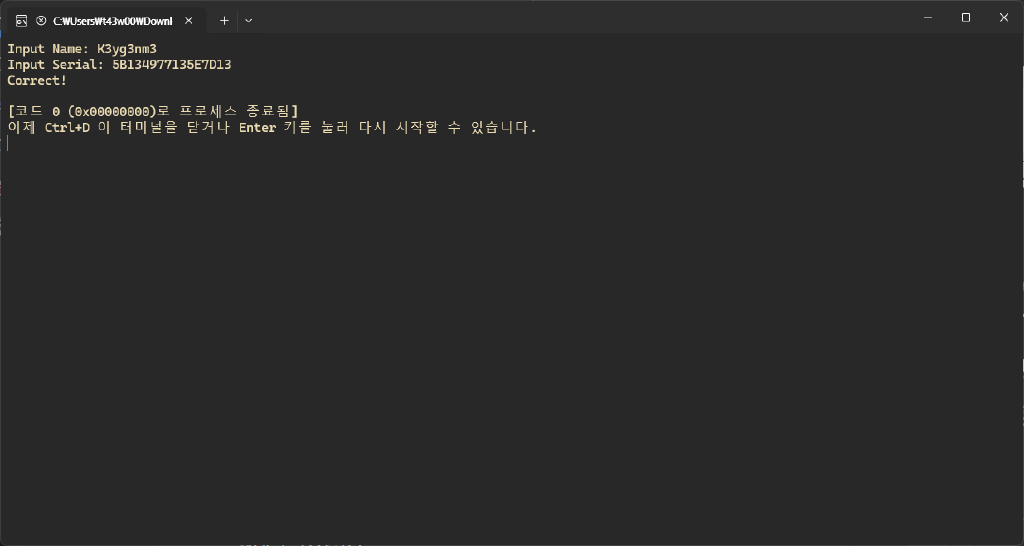 C:₩Users₩t43w00₩Downl
Input Name: K3yg3nm3
Input Serial: 5B134977135E7D13
Correct!
[코드 0 (0x00000000)로 프로세스 종료됨]
이제 Ctrl+D 이 터미널을 닫거나 Enter 키를 눌러 다시 시작할 수 있습니다.